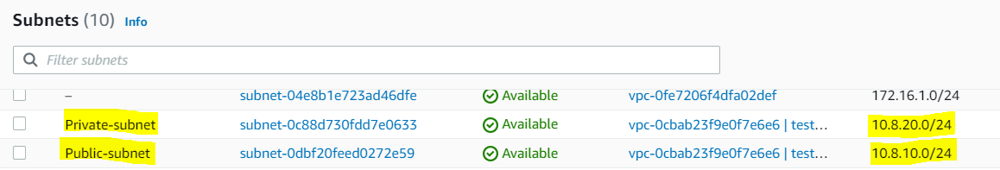 Subnets (10) Info
Filter subnets
– subnet-04e8b1e723ad46dfe Available vpc-0fe7206f4dfa02def 172.16.1.0/24
Private-subnet subnet-0c88d730fdd7e0633 Available vpc-0cbab23f9e0f7e6e6 | test… 10.8.20.0/24
Public-subnet subnet-0dbf20feed0272e59 Available vpc-0cbab23f9e0f7e6e6 | test… 10.8.10.0/24